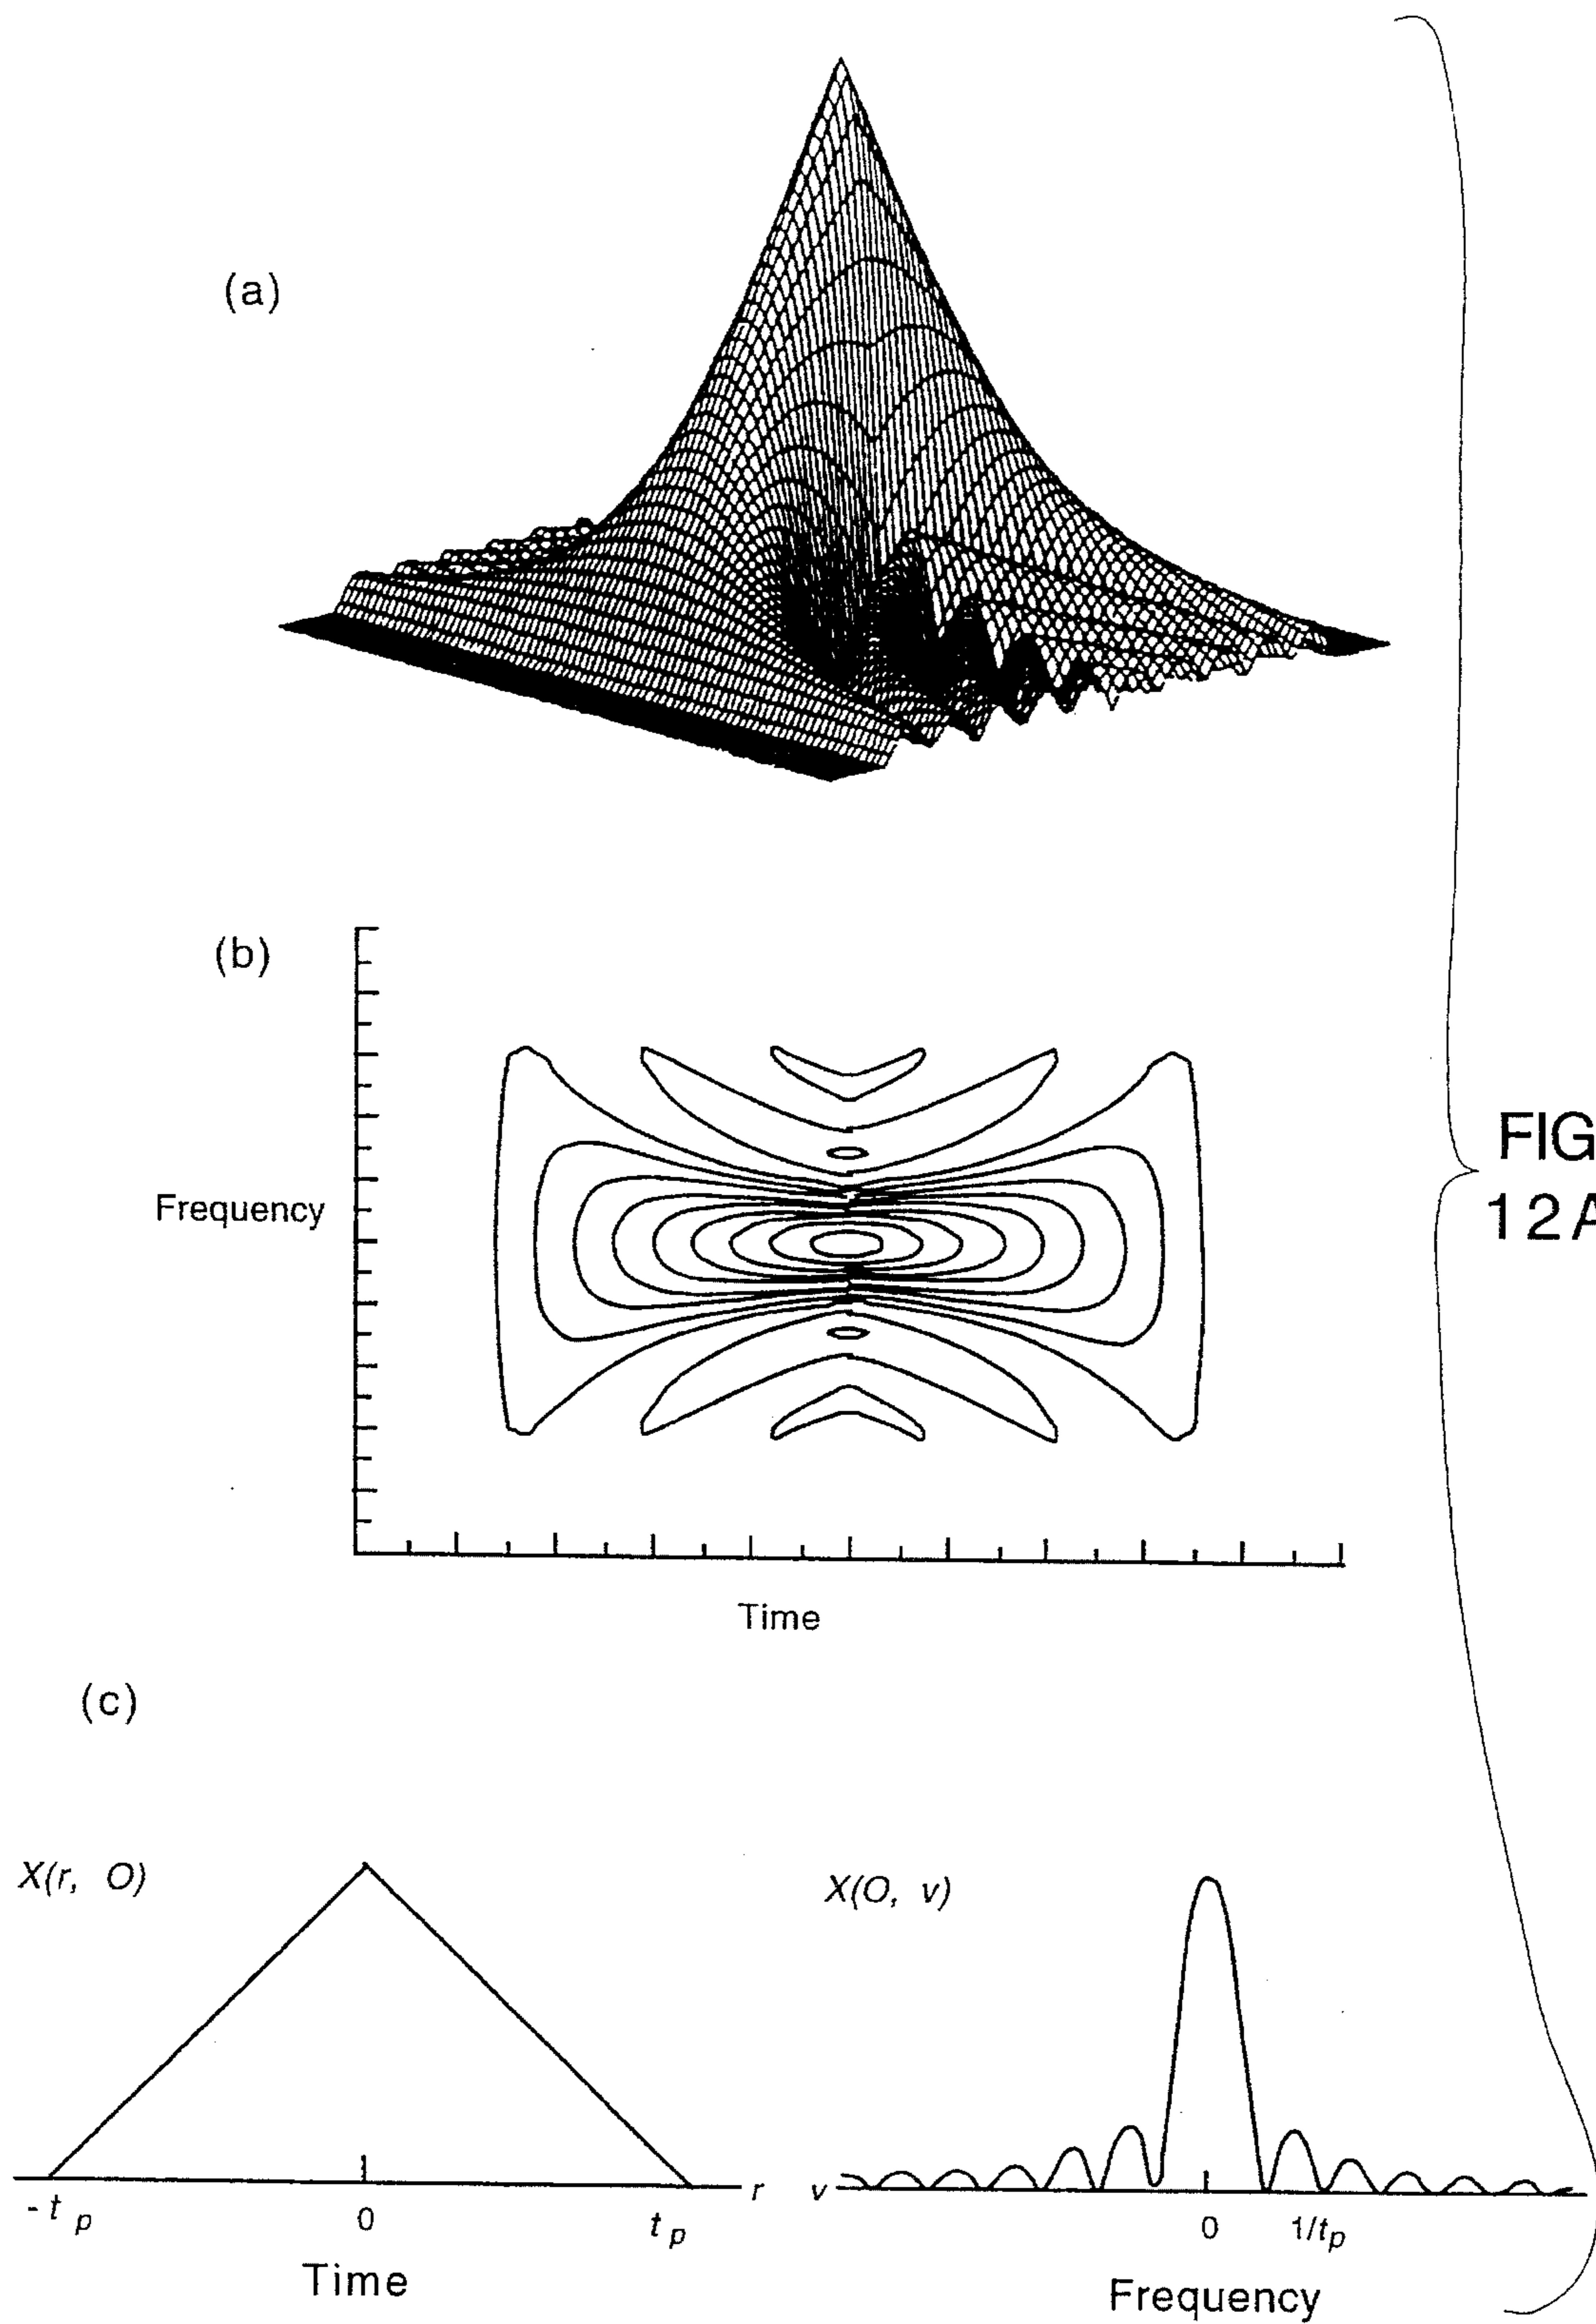 (a)
(b)
Frequency
Time
FIG
12A
(c)
X(r, O)
-t p
0
t p
r
Time
X(O, v)
v
0
1/tp
Frequency